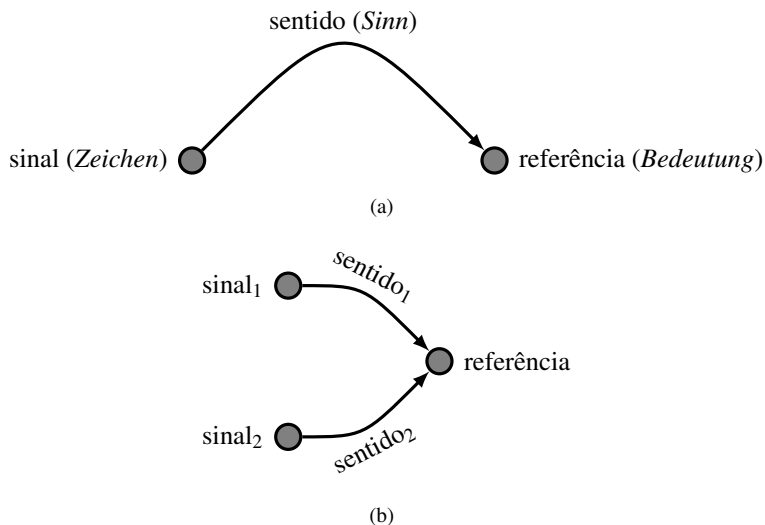 sentido (Sinn)
sinal (Zeichen)
referência (Bedeutung)
(a)
sentido₁
sinal₁
referência
sinal₂
sentido₂
(b)